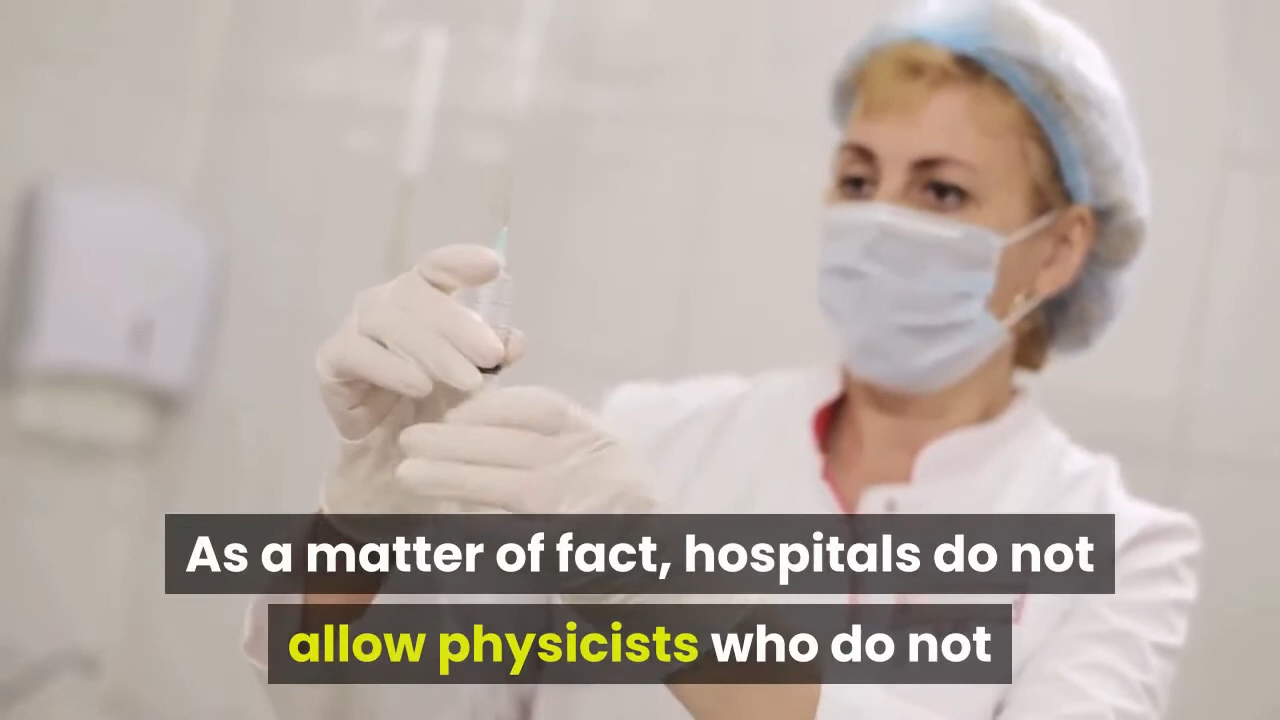 As a matter of fact, hospitals do not
allow physicists who do not